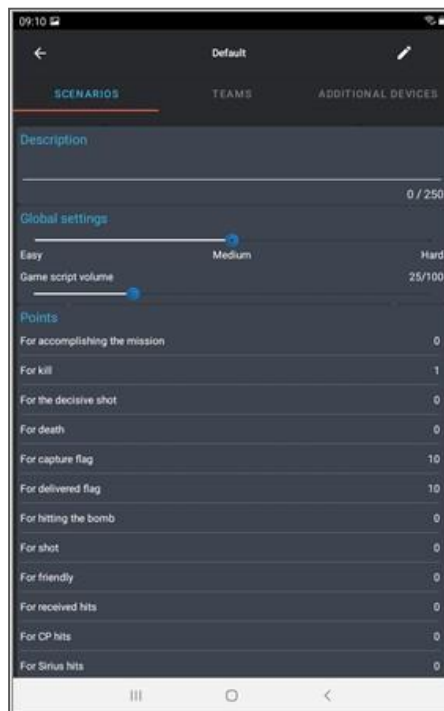 09:10
Default
SCENARIOS TEAMS ADDITIONAL DEVICES
Description
0 / 250
Global settings
Easy Medium Hard
Game script volume 25/100
Points
For accomplishing the mission 0
For kill 1
For the decisive shot 0
For death 0
For capture flag 10
For delivered flag 10
For hitting the bomb 0
For shot 0
For friendly 0
For received hits 0
For CP hits 0
For Sirius hits 0